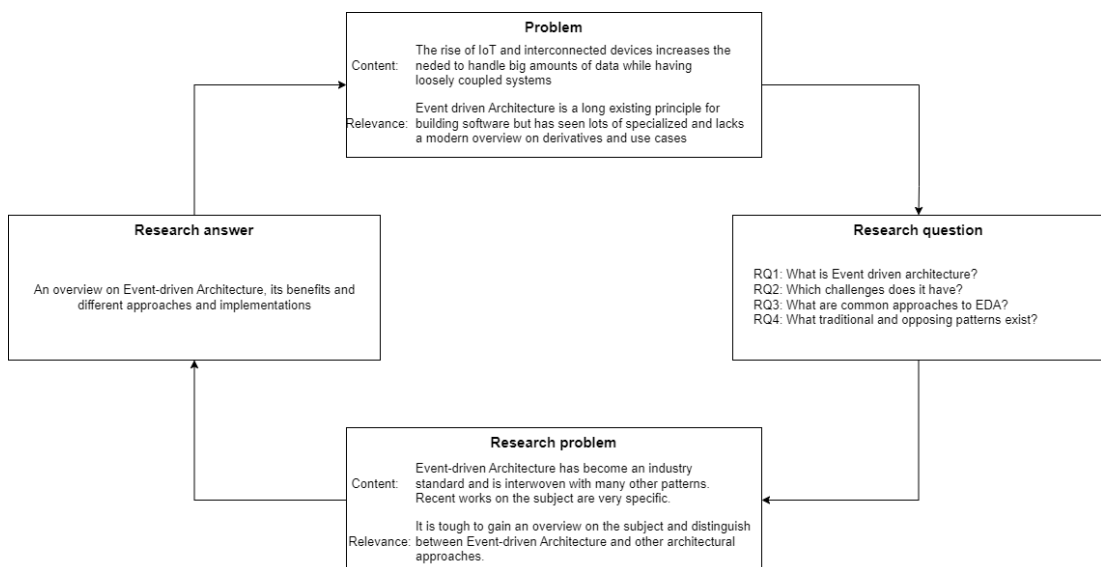 Problem
Content:
The rise of IoT and interconnected devices increases the
neded to handle big amounts of data while having
loosely coupled systems
Relevance:
Event driven Architecture is a long existing principle for
building software but has seen lots of specialized and lacks
a modern overview on derivatives and use cases
Research answer
An overview on Event-driven Architecture, its benefits and
different approaches and implementations
Research question
RQ1: What is Event driven architecture?
RQ2: Which challenges does it have?
RQ3: What are common approaches to EDA?
RQ4: What traditional and opposing patterns exist?
Research problem
Content:
Event-driven Architecture has become an industry
standard and is interwoven with many other patterns.
Recent works on the subject are very specific.
Relevance:
It is tough to gain an overview on the subject and distinguish
between Event-driven Architecture and other architectural
approaches.